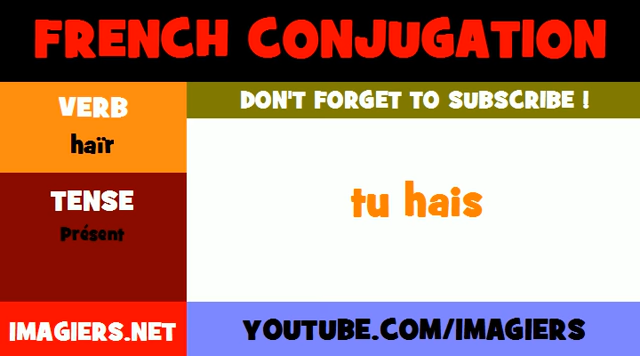 FRENCH CONJUGATION
VERB
haïr
DON'T FORGET TO SUBSCRIBE !
TENSE
Présent
tu hais
IMAGIERS.NET
YOUTUBE.COM/IMAGIERS